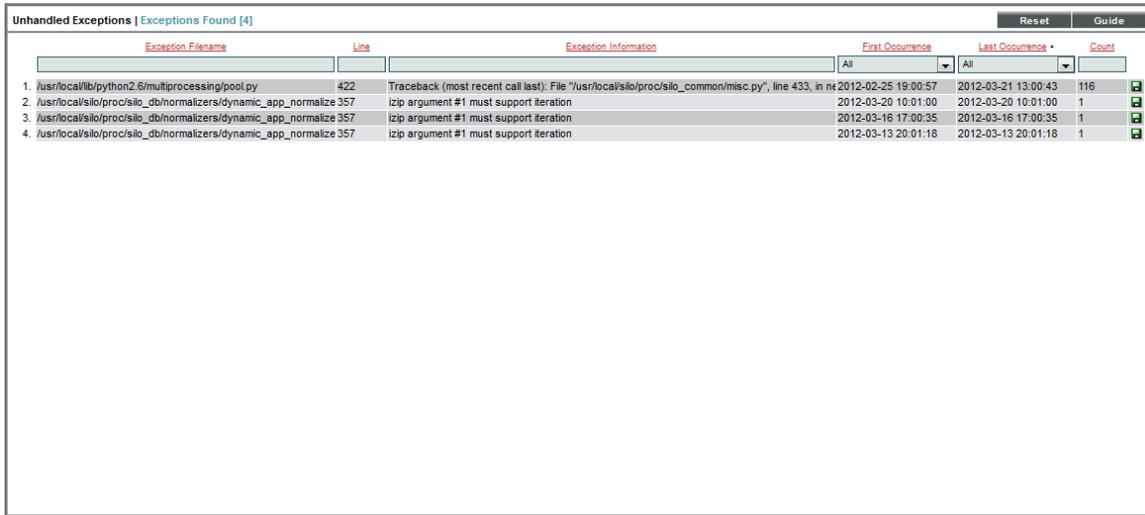 Unhandled Exceptions | Exceptions Found [4] Reset Guide
Exception Filename Line Exception Information First Occurrence Last Occurrence Count
All All
1. /usr/local/lib/python2.6/multiprocessing/pool.py 422 Traceback (most recent call last): File "/usr/local/silo/proc/silo_common/misc.py", line 433, in ne 2012-02-25 19:00:57 2012-03-21 13:00:43 116
2. /usr/local/silo/proc/silo_db/normalizers/dynamic_app_normalize 357 izip argument #1 must support iteration 2012-03-20 10:01:00 2012-03-20 10:01:00 1
3. /usr/local/silo/proc/silo_db/normalizers/dynamic_app_normalize 357 izip argument #1 must support iteration 2012-03-16 17:00:35 2012-03-16 17:00:35 1
4. /usr/local/silo/proc/silo_db/normalizers/dynamic_app_normalize 357 izip argument #1 must support iteration 2012-03-13 20:01:18 2012-03-13 20:01:18 1